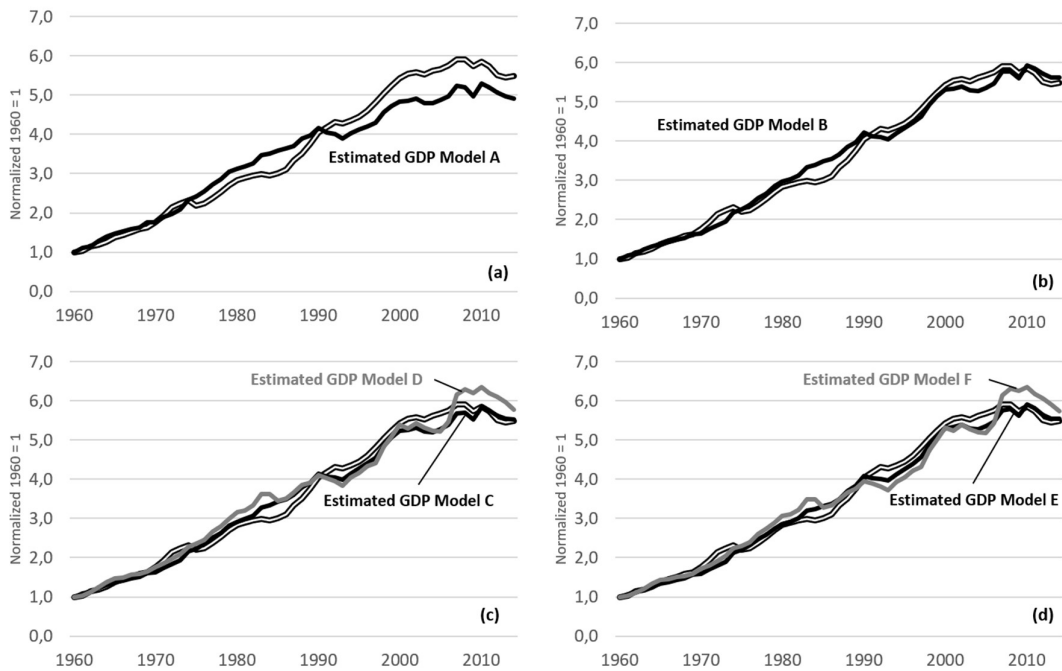 7,0
6,0
5,0
4,0
3,0
2,0
1,0
0,0
Normalized 1960 = 1
Estimated GDP Model A
(a)
1960 1970 1980 1990 2000 2010
7,0
6,0
5,0
4,0
3,0
2,0
1,0
0,0
Normalized 1960 = 1
Estimated GDP Model B
(b)
1960 1970 1980 1990 2000 2010
7,0
6,0
5,0
4,0
3,0
2,0
1,0
0,0
Normalized 1960 = 1
Estimated GDP Model D
Estimated GDP Model C
(c)
1960 1970 1980 1990 2000 2010
7,0
6,0
5,0
4,0
3,0
2,0
1,0
0,0
Normalized 1960 = 1
Estimated GDP Model F
Estimated GDP Model E
(d)
1960 1970 1980 1990 2000 2010